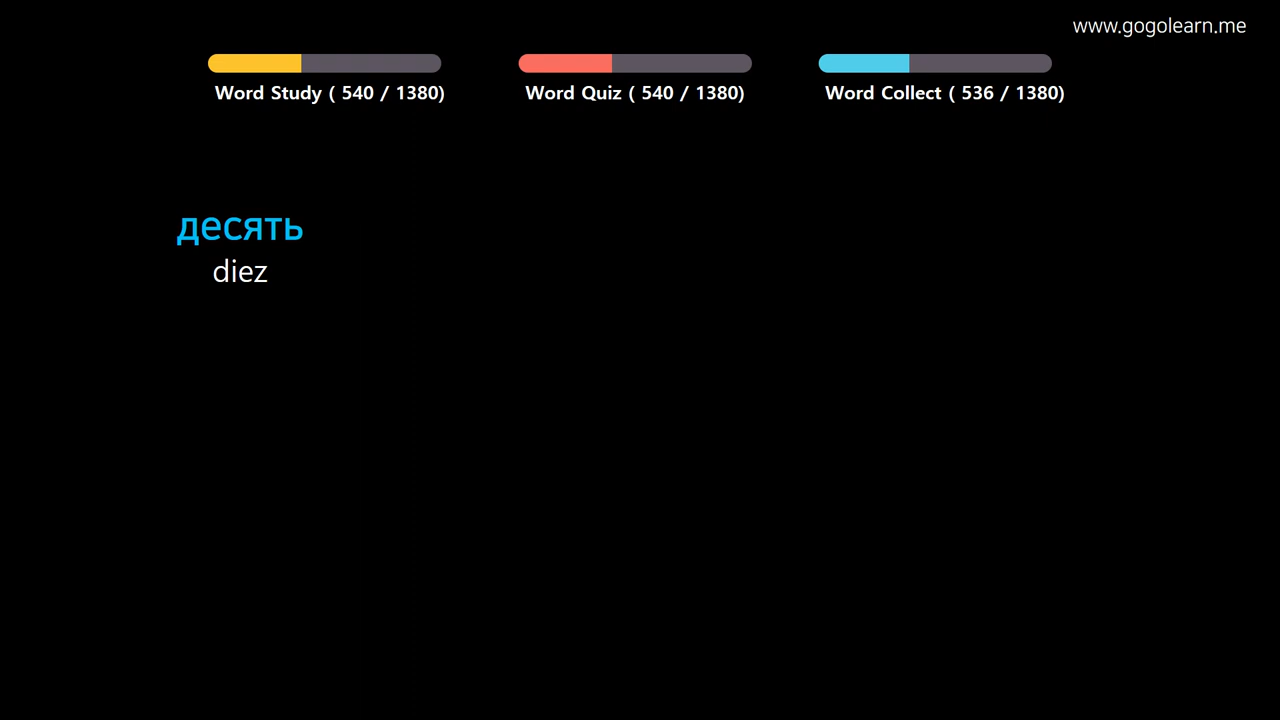 www.gogolearn.me
Word Study ( 540 / 1380)
Word Quiz ( 540 / 1380)
Word Collect ( 536 / 1380)
десять
diez